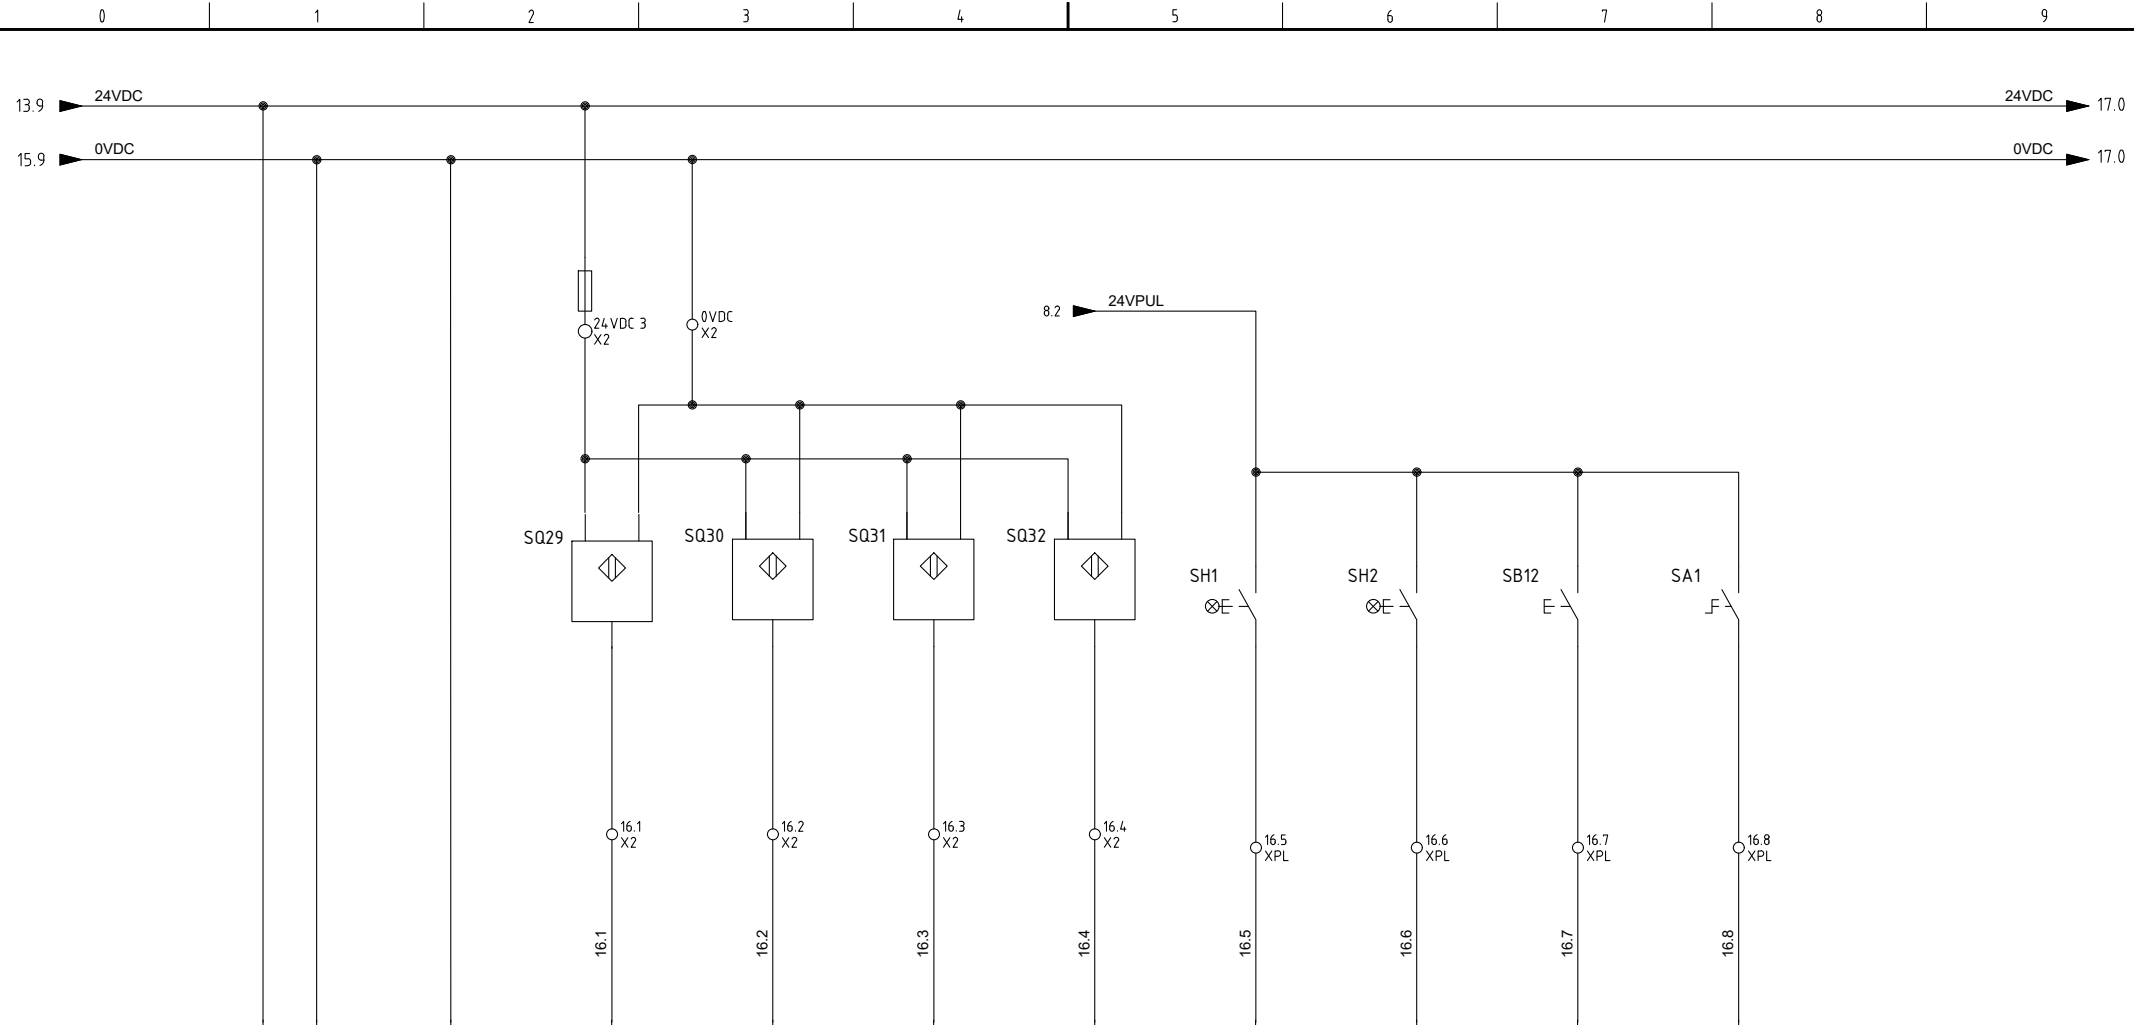 0 1 2 3 4 5 6 7 8 9
13.9 24VDC 24VDC 17.0
15.9 0VDC 0VDC 17.0
8.2 24VPUL
24VDC 3
X2
0VDC
X2
SQ29 SQ30 SQ31 SQ32
SH1 SH2 SB12 SA1
16.1
X2
16.2
X2
16.3
X2
16.4
X2
16.5
XPL
16.6
XPL
16.7
XPL
16.8
XPL
16.1 16.2 16.3 16.4 16.5 16.6 16.7 16.8